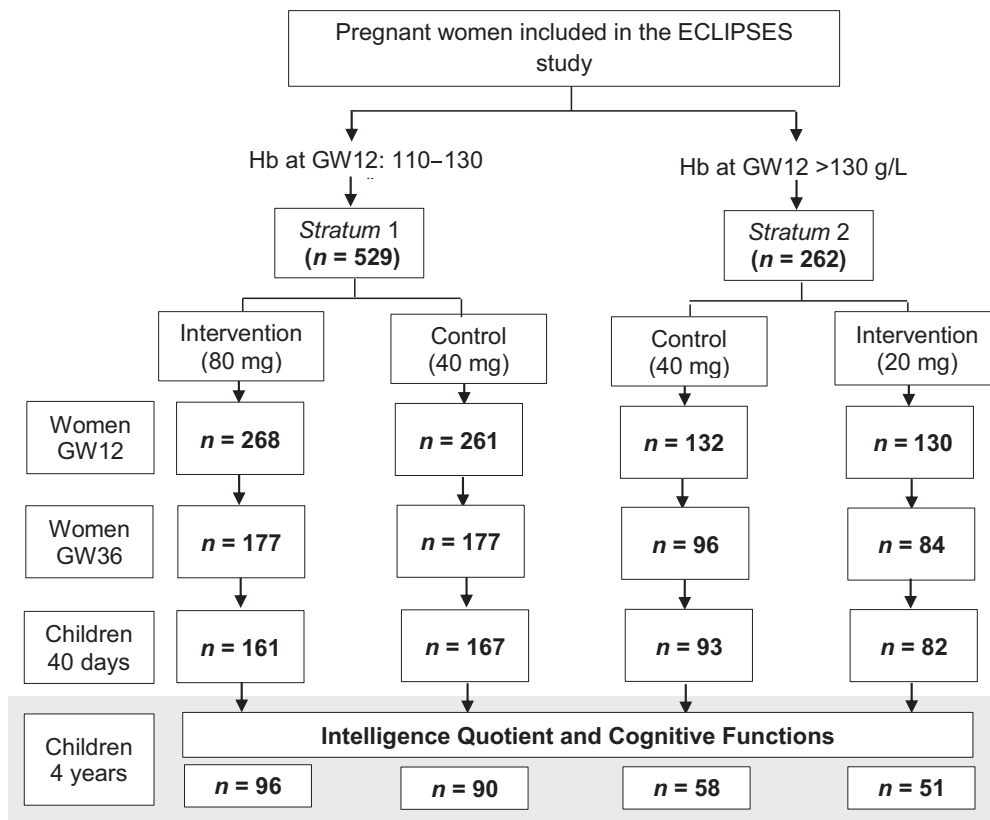 Pregnant women included in the ECLIPSES
study
Hb at GW12: 110–130
Hb at GW12 >130 g/L
Stratum 1
(n = 529)
Stratum 2
(n = 262)
Intervention
(80 mg)
Control
(40 mg)
Control
(40 mg)
Intervention
(20 mg)
Women
GW12
n = 268
n = 261
n = 132
n = 130
Women
GW36
n = 177
n = 177
n = 96
n = 84
Children
40 days
n = 161
n = 167
n = 93
n = 82
Children
4 years
Intelligence Quotient and Cognitive Functions
n = 96
n = 90
n = 58
n = 51